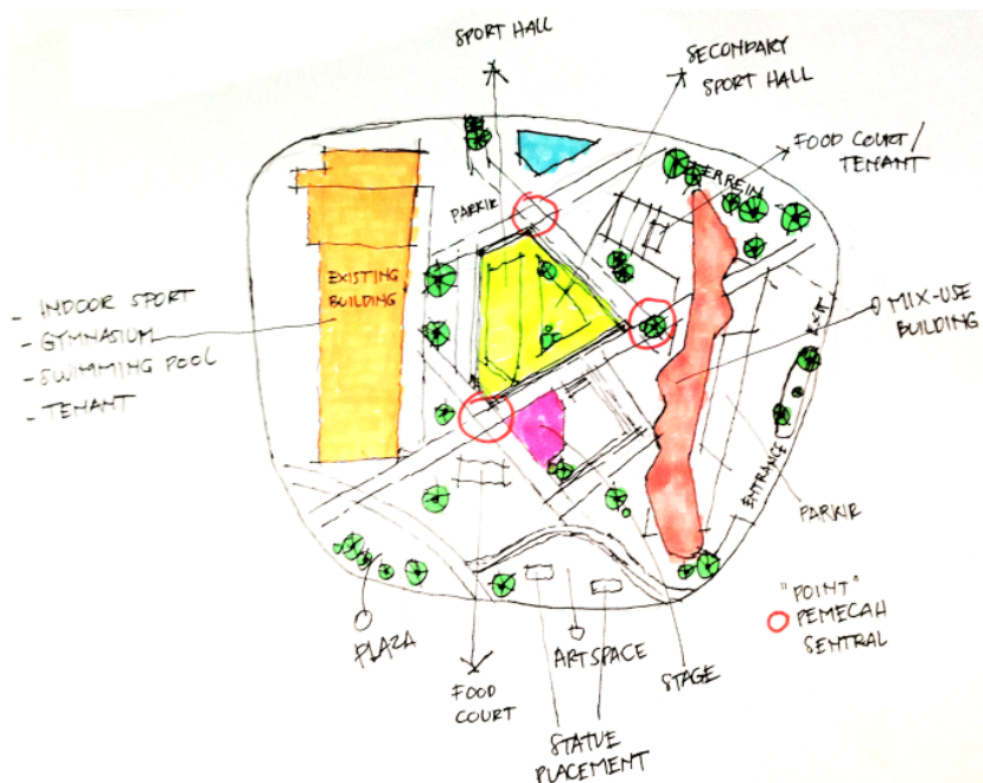 SPORT HALL
SECONDARY
SPORT HALL
FOOD COURT/
TENANT
TERREIN
PARKIR
EXISTING
BUILDING
- INDOOR SPORT
- GYMNASIUM
- SWIMMING POOL
- TENANT
MIX-USE
BUILDING
EXIT
ENTRANCE
PARKIR
"POINT"
PEMECAH
SENTRAL
PLAZA
FOOD
COURT
ARTSPACE
STAGE
STATUE
PLACEMENT